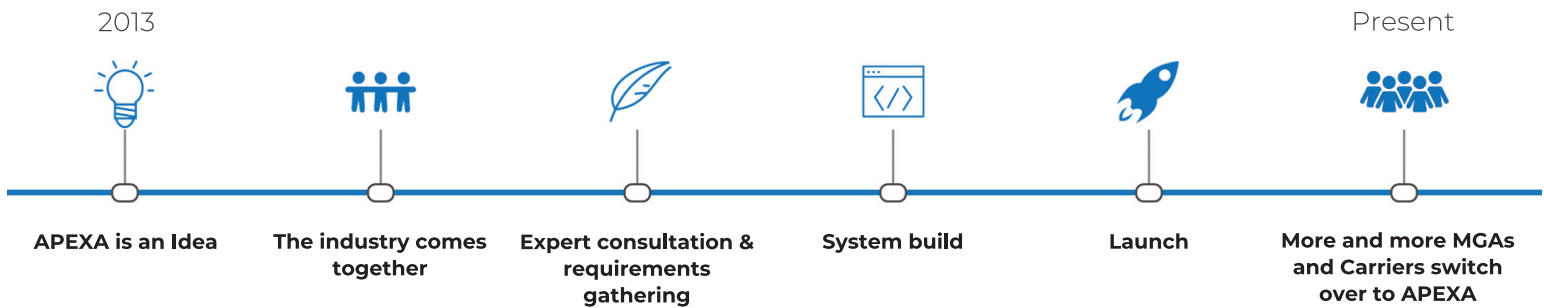 2013
Present
</>
APEXA is an Idea
The industry comes
together
Expert consultation &
requirements
gathering
System build
Launch
More and more MGAs
and Carriers switch
over to APEXA